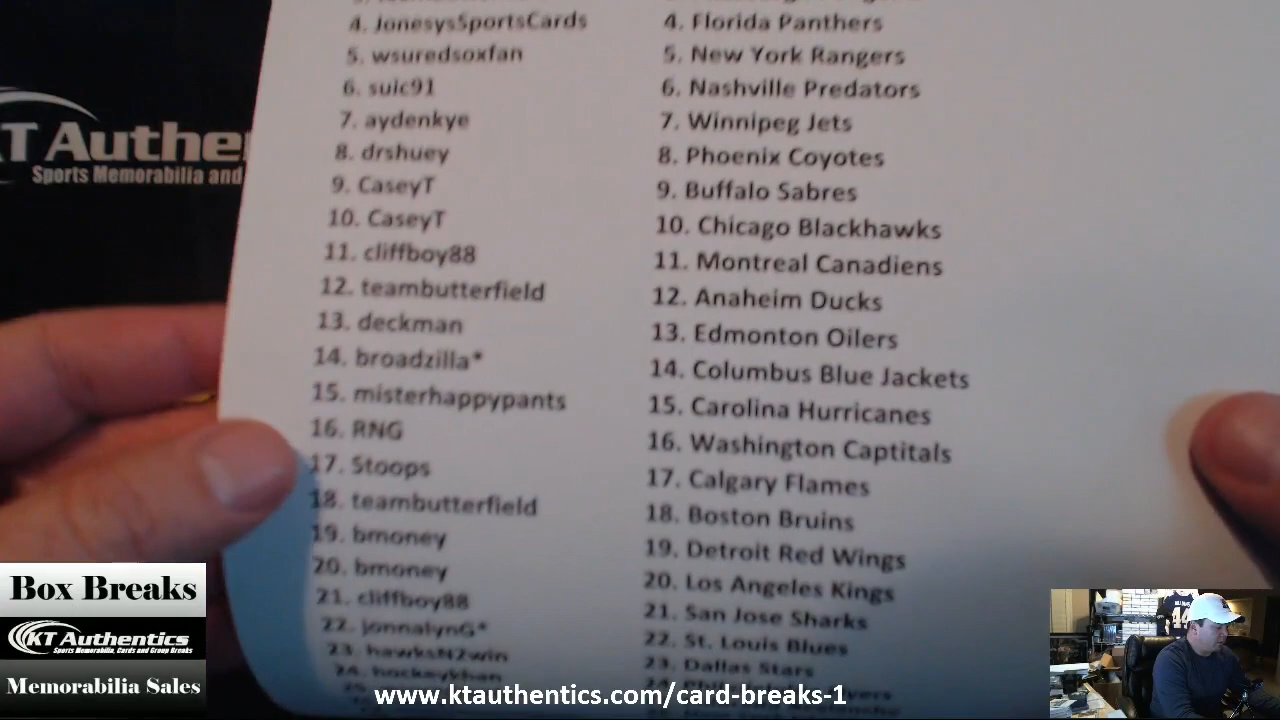 4. JonesysSportsCards
5. wsuredsoxfan
6. suic91
7. aydenkye
8. drshuey
9. CaseyT
10. CaseyT
11. cliffboy88
12. teambutterfield
13. deckman
14. broadzilla*
15. misterhappypants
16. RNG
17. Stoops
18. teambutterfield
19. bmoney
20. bmoney
21. cliffboy88
22. jonnalynG*
23. hawksN2win
24. hockeykhan
4. Florida Panthers
5. New York Rangers
6. Nashville Predators
7. Winnipeg Jets
8. Phoenix Coyotes
9. Buffalo Sabres
10. Chicago Blackhawks
11. Montreal Canadiens
12. Anaheim Ducks
13. Edmonton Oilers
14. Columbus Blue Jackets
15. Carolina Hurricanes
16. Washington Captitals
17. Calgary Flames
18. Boston Bruins
19. Detroit Red Wings
20. Los Angeles Kings
21. San Jose Sharks
22. St. Louis Blues
23. Dallas Stars
T Authe
Sports Memorabilia and
Box Breaks
KT Authentics
Sports Memorabilia, Cards and Group Breaks
Memorabilia Sales
www.ktauthentics.com/card-breaks-1
44